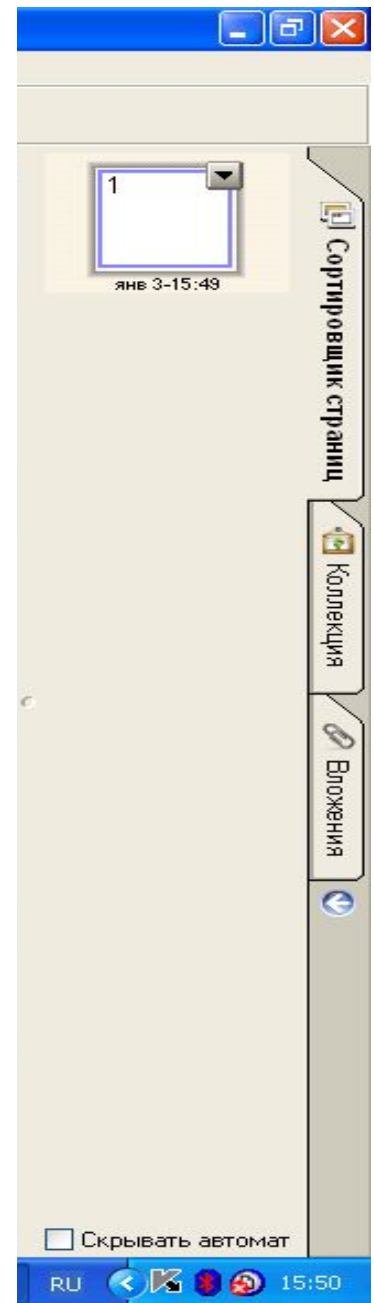 1
янв 3-15:49
Сортировщик страниц
Коллекция
Вложения
Скрывать автомат
RU 15:50